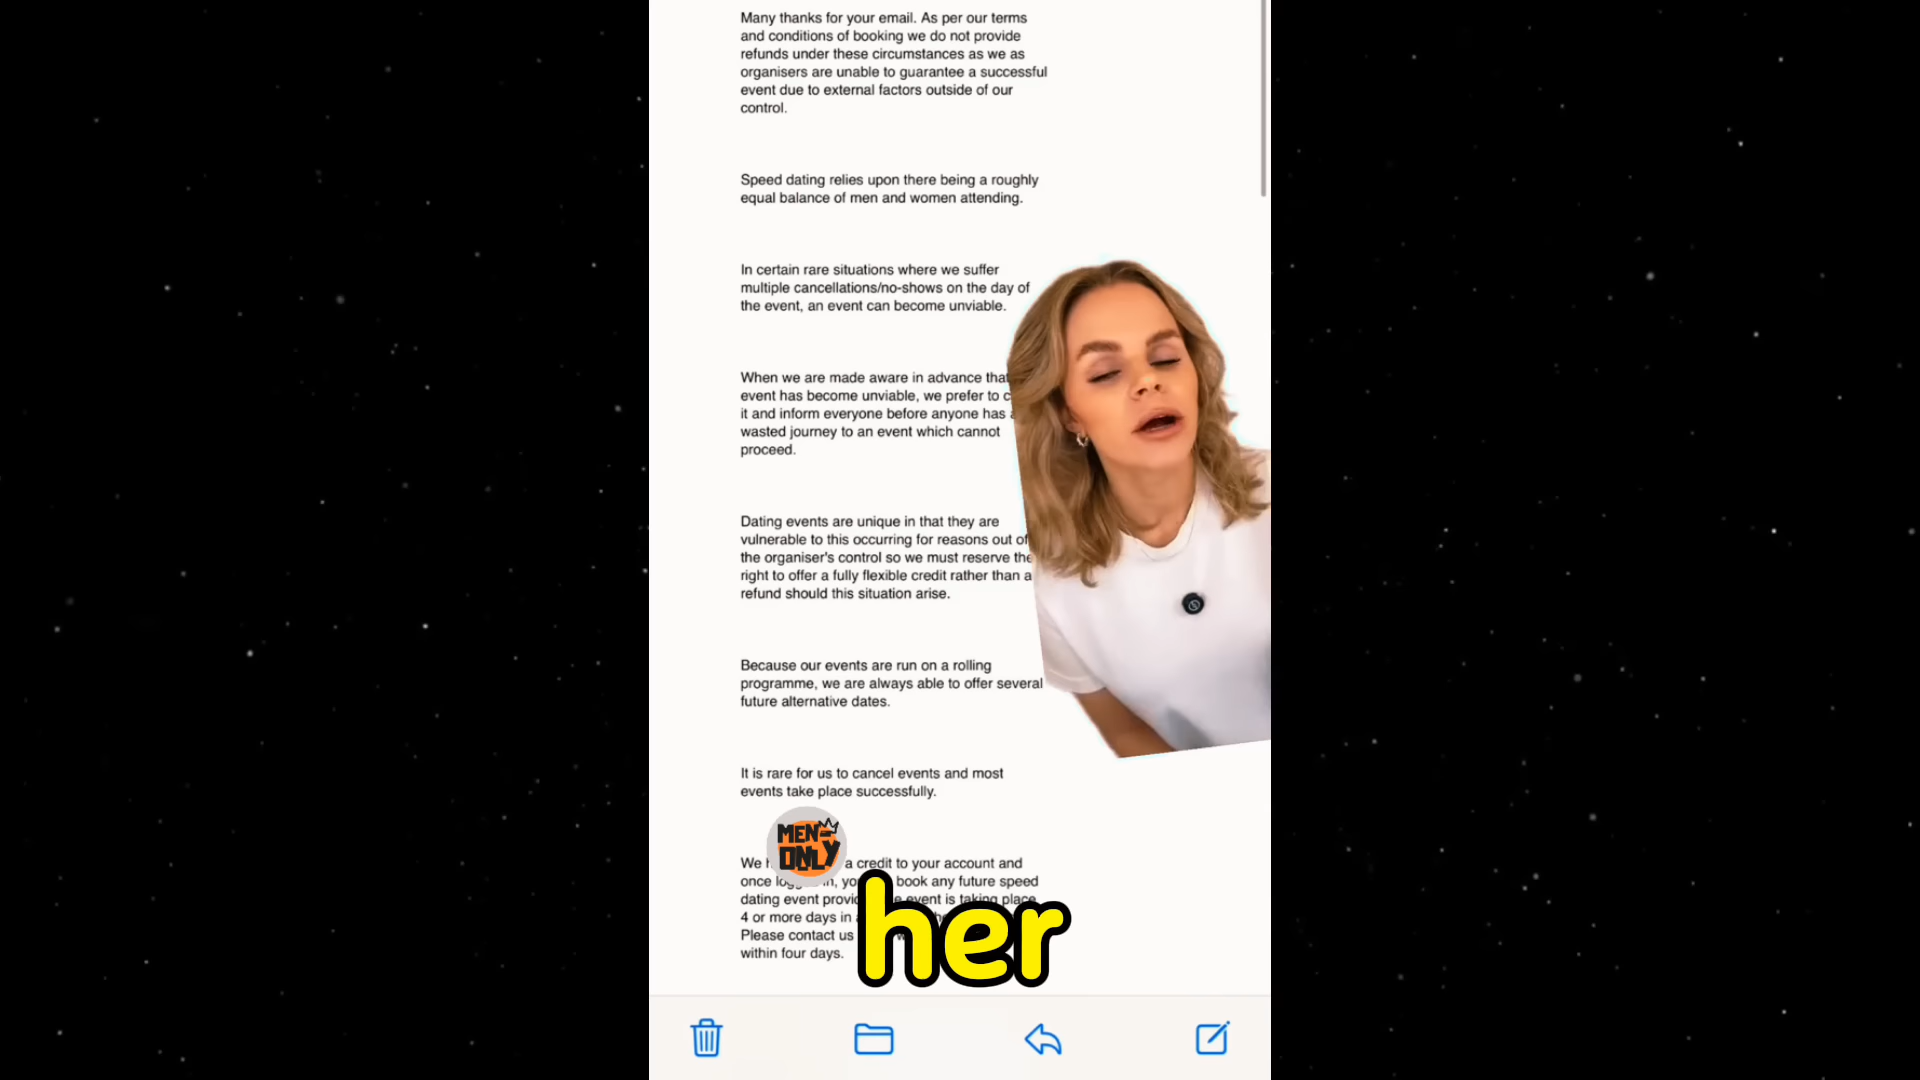 Many thanks for your email. As per our terms
and conditions of booking we do not provide
refunds under these circumstances as we as
organisers are unable to guarantee a successful
event due to external factors outside of our
control.
Speed dating relies upon there being a roughly
equal balance of men and women attending.
In certain rare situations where we suffer
multiple cancellations/no-shows on the day of
the event, an event can become unviable.
When we are made aware in advance that
event has become unviable, we prefer to
it and inform everyone before anyone has
wasted journey to an event which cannot
proceed.
Dating events are unique in that they are
vulnerable to this occurring for reasons out of
the organiser's control so we must reserve the
right to offer a fully flexible credit rather than a
refund should this situation arise.
Because our events are run on a rolling
programme, we are always able to offer several
future alternative dates.
It is rare for us to cancel events and most
events take place successfully.
MEN-
ONLY
We a credit to your account and
once book any future speed
dating event event is taking place
4 or more days in
Please contact us
within four days.
her